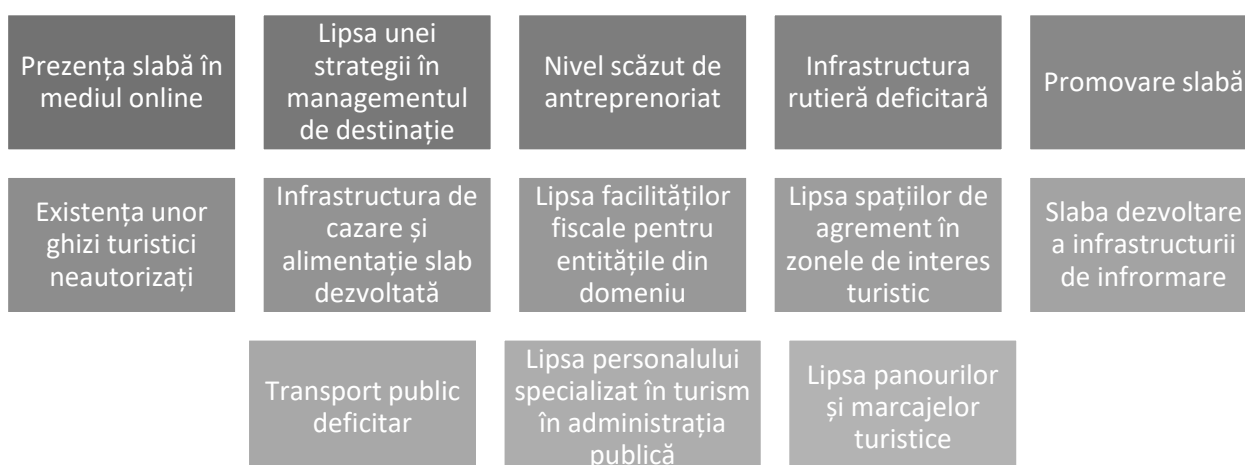 Prezența slabă în
mediul online
Lipsa unei
strategii în
managementul
de destinație
Nivel scăzut de
antreprenoriat
Infrastructura
rutieră deficitară
Promovare slabă
Existența unor
ghizi turistici
neautorizați
Infrastructura de
cazare și
alimentație slab
dezvoltată
Lipsa facilităților
fiscale pentru
entitățile din
domeniu
Lipsa spațiilor de
agrement în
zonele de interes
turistic
Slaba dezvoltare
a infrastructurii
de infrormare
Transport public
deficitar
Lipsa personalului
specializat în turism
în administrația
publică
Lipsa panourilor
și marcajelor
turistice